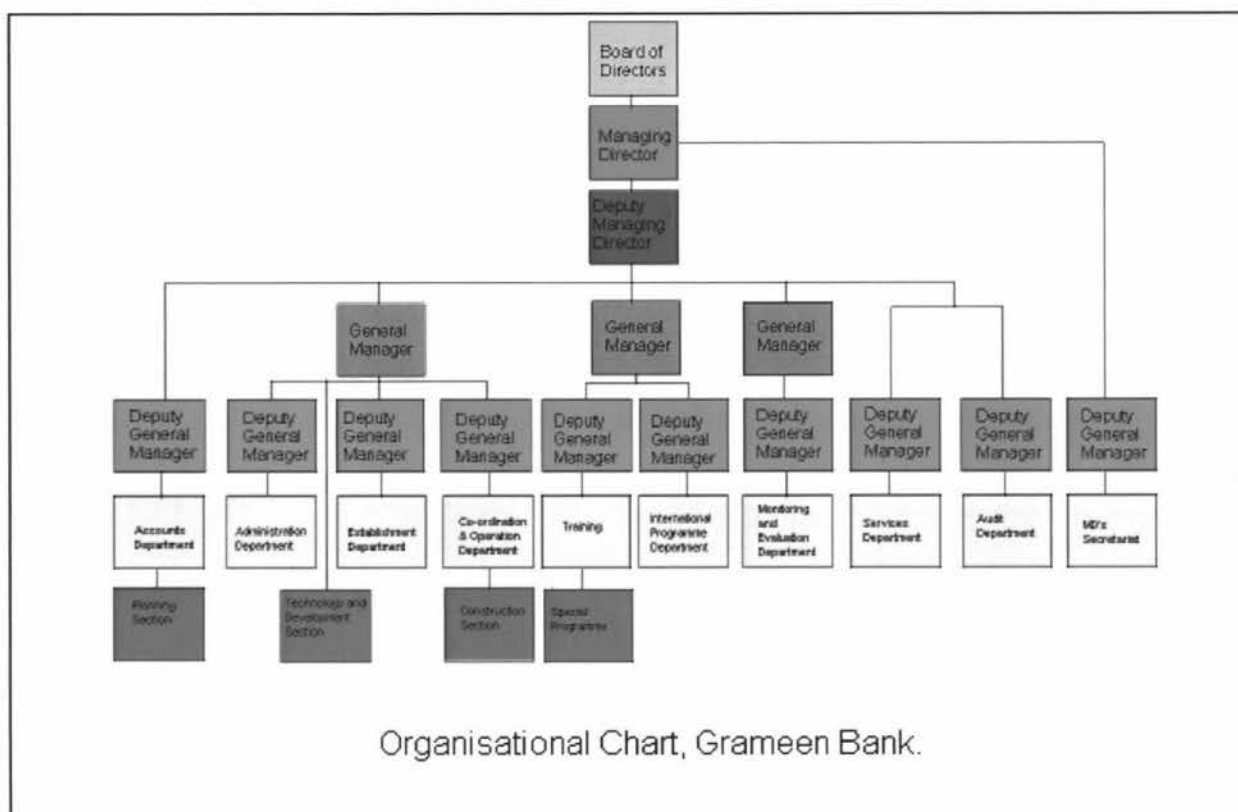 Board of
Directors
Managing
Director
Deputy
Managing
Director
General
Manager
General
Manager
General
Manager
Deputy
General
Manager
Deputy
General
Manager
Deputy
General
Manager
Deputy
General
Manager
Deputy
General
Manager
Deputy
General
Manager
Deputy
General
Manager
Deputy
General
Manager
Deputy
General
Manager
Deputy
General
Manager
Accounts
Department
Administration
Department
Establishment
Department
Co-ordination
& Operation
Department
Training
International
Programme
Department
Monitoring
and
Evaluation
Department
Services
Department
Audit
Department
MD's
Secretariat
Planning
Section
Technology and
Development
Section
Construction
Section
Special
Programme
Organisational Chart, Grameen Bank.